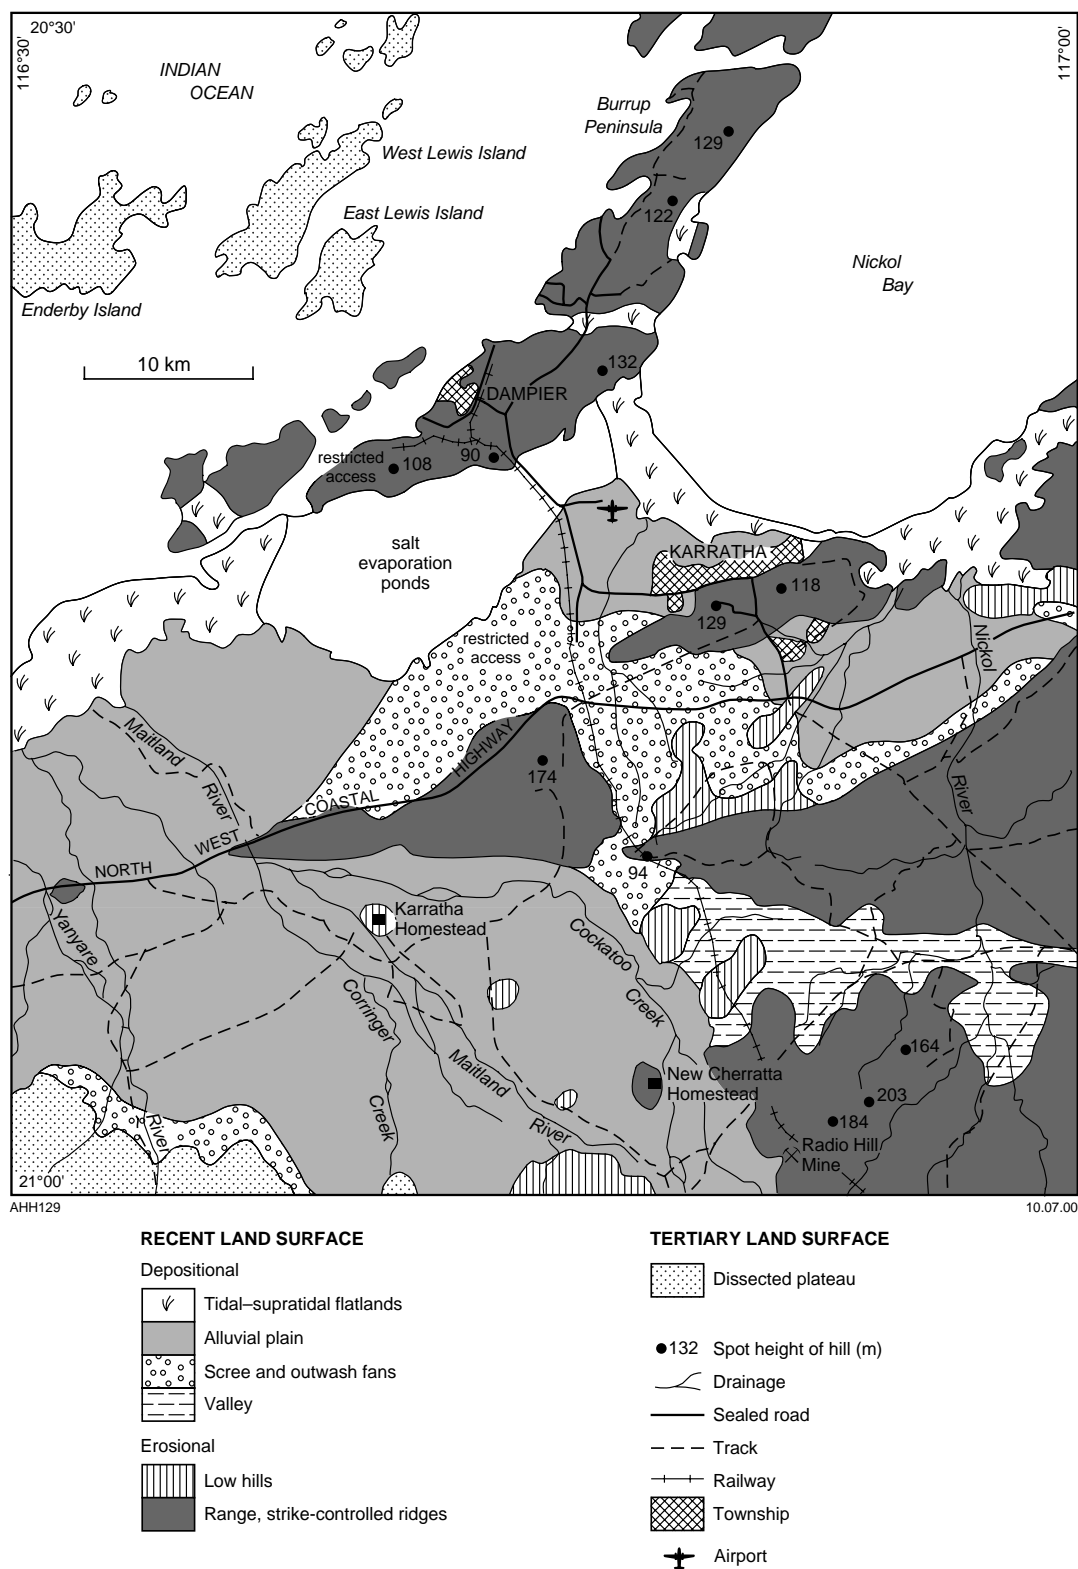 20°30'
116°30'
117°00'
INDIAN
OCEAN
Burrup
Peninsula
129
West Lewis Island
122
East Lewis Island
Nickol
Bay
Enderby Island
10 km
132
DAMPIER
restricted
access
108
90
salt
evaporation
ponds
KARRATHA
118
129
restricted
access
Nickol
River
Maitland
River
HIGHWAY
174
COASTAL
WEST
NORTH
94
Karratha
Homestead
Yanyare
River
Cockatoo
Creek
Corringer
Creek
Maitland
River
164
New Cherratta
Homestead
203
184
Radio Hill
Mine
21°00'
AHH129
10.07.00
RECENT LAND SURFACE
Depositional
Tidal–supratidal flatlands
Alluvial plain
Scree and outwash fans
Valley
Erosional
Low hills
Range, strike-controlled ridges
TERTIARY LAND SURFACE
Dissected plateau
132 Spot height of hill (m)
Drainage
Sealed road
Track
Railway
Township
Airport